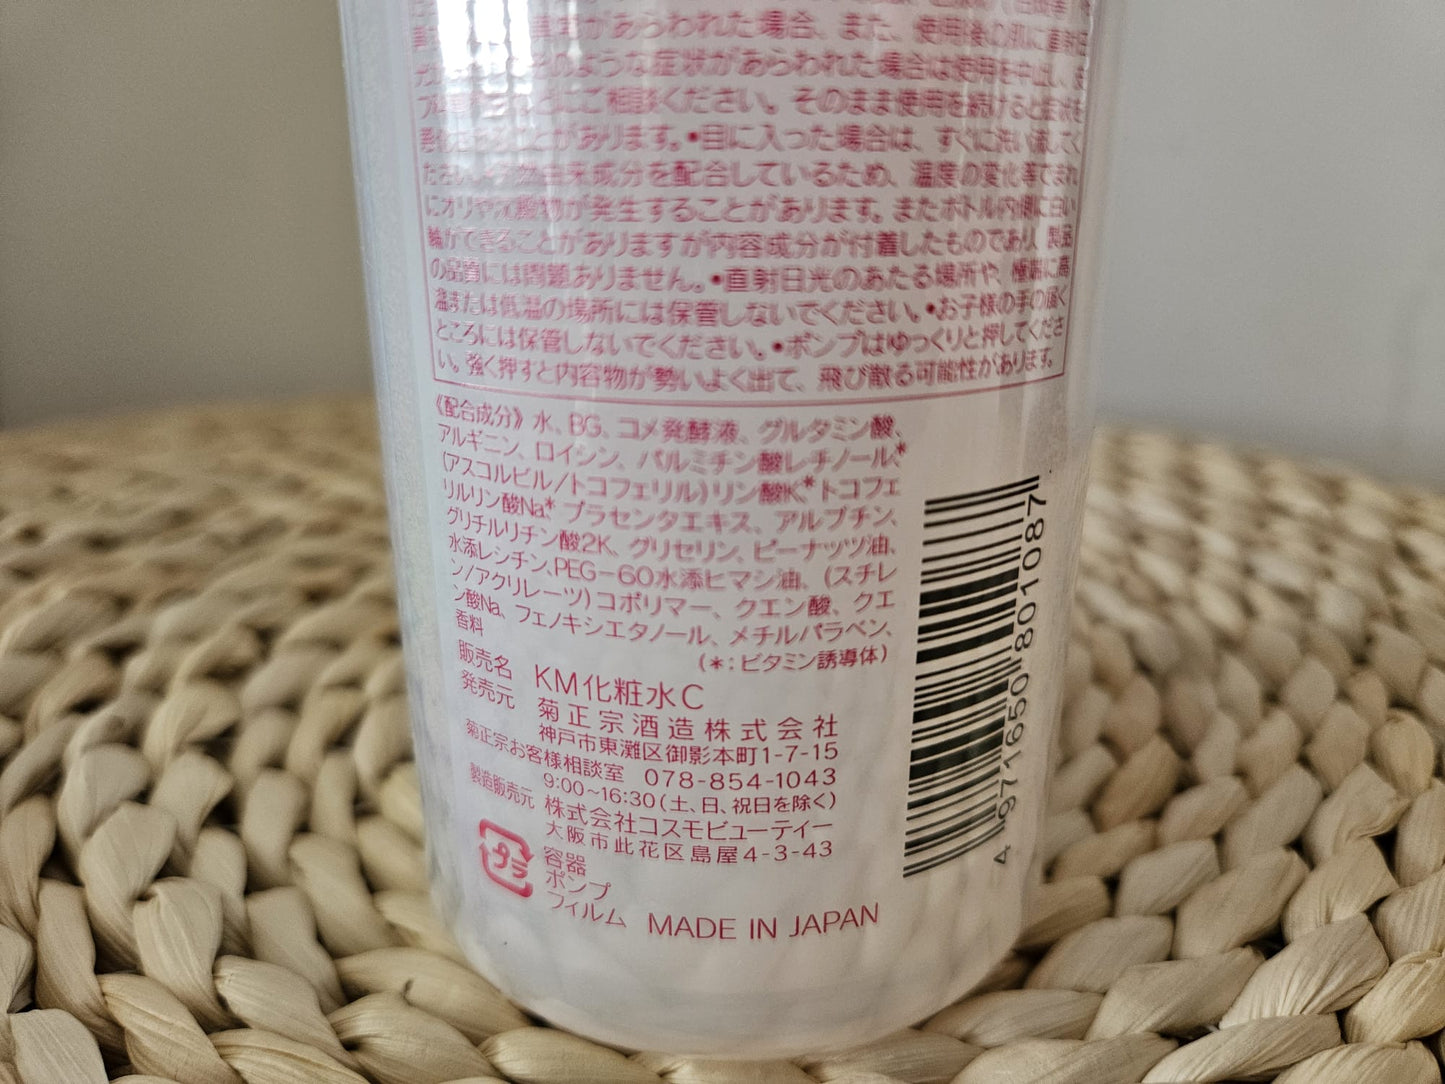 異常があらわれた場合、また、使用後の肌に直射日
のような症状があらわれた場合は使用を中止し、
にご相談ください。そのまま使用を続けると症状を
悪化させることがあります。•目に入った場合は、すぐに洗い流してく
ださい。•天然由来成分を配合しているため、温度の変化等でまれ
にオリや沈殿物が発生することがあります。またボトル内側に白い
輪ができることがありますが内容成分が付着したものであり、製品
の品質には問題ありません。•直射日光のあたる場所や、極端に高
温または低温の場所には保管しないでください。•お子様の手の届く
ところには保管しないでください。•ポンプはゆっくりと押してくださ
い。強く押すと内容物が勢いよく出て、飛び散る可能性があります。
《配合成分》水、BG、コメ発酵液、グルタミン酸、
アルギニン、ロイシン、パルミチン酸レチノール、*
(アスコルビル/トコフェリル)リン酸K、*トコフェ
リルリン酸Na、*プラセンタエキス、アルブチン、
グリチルリチン酸2K、グリセリン、ピーナッツ油、
水添レシチン、PEG-60水添ヒマシ油、(スチレ
ン/アクリレーツ)コポリマー、クエン酸、クエ
ン酸Na、フェノキシエタノール、メチルパラベン、
香料
(*:ビタミン誘導体)
販売名 KM化粧水C
発売元 菊正宗酒造株式会社
神戸市東灘区御影本町1-7-15
菊正宗お客様相談室 078-854-1043
9:00~16:30(土、日、祝日を除く)
製造販売元 株式会社コスモビューティー
大阪市此花区島屋4-3-43
プラ
容器
ポンプ
フィルム
MADE IN JAPAN
4 971650 801087